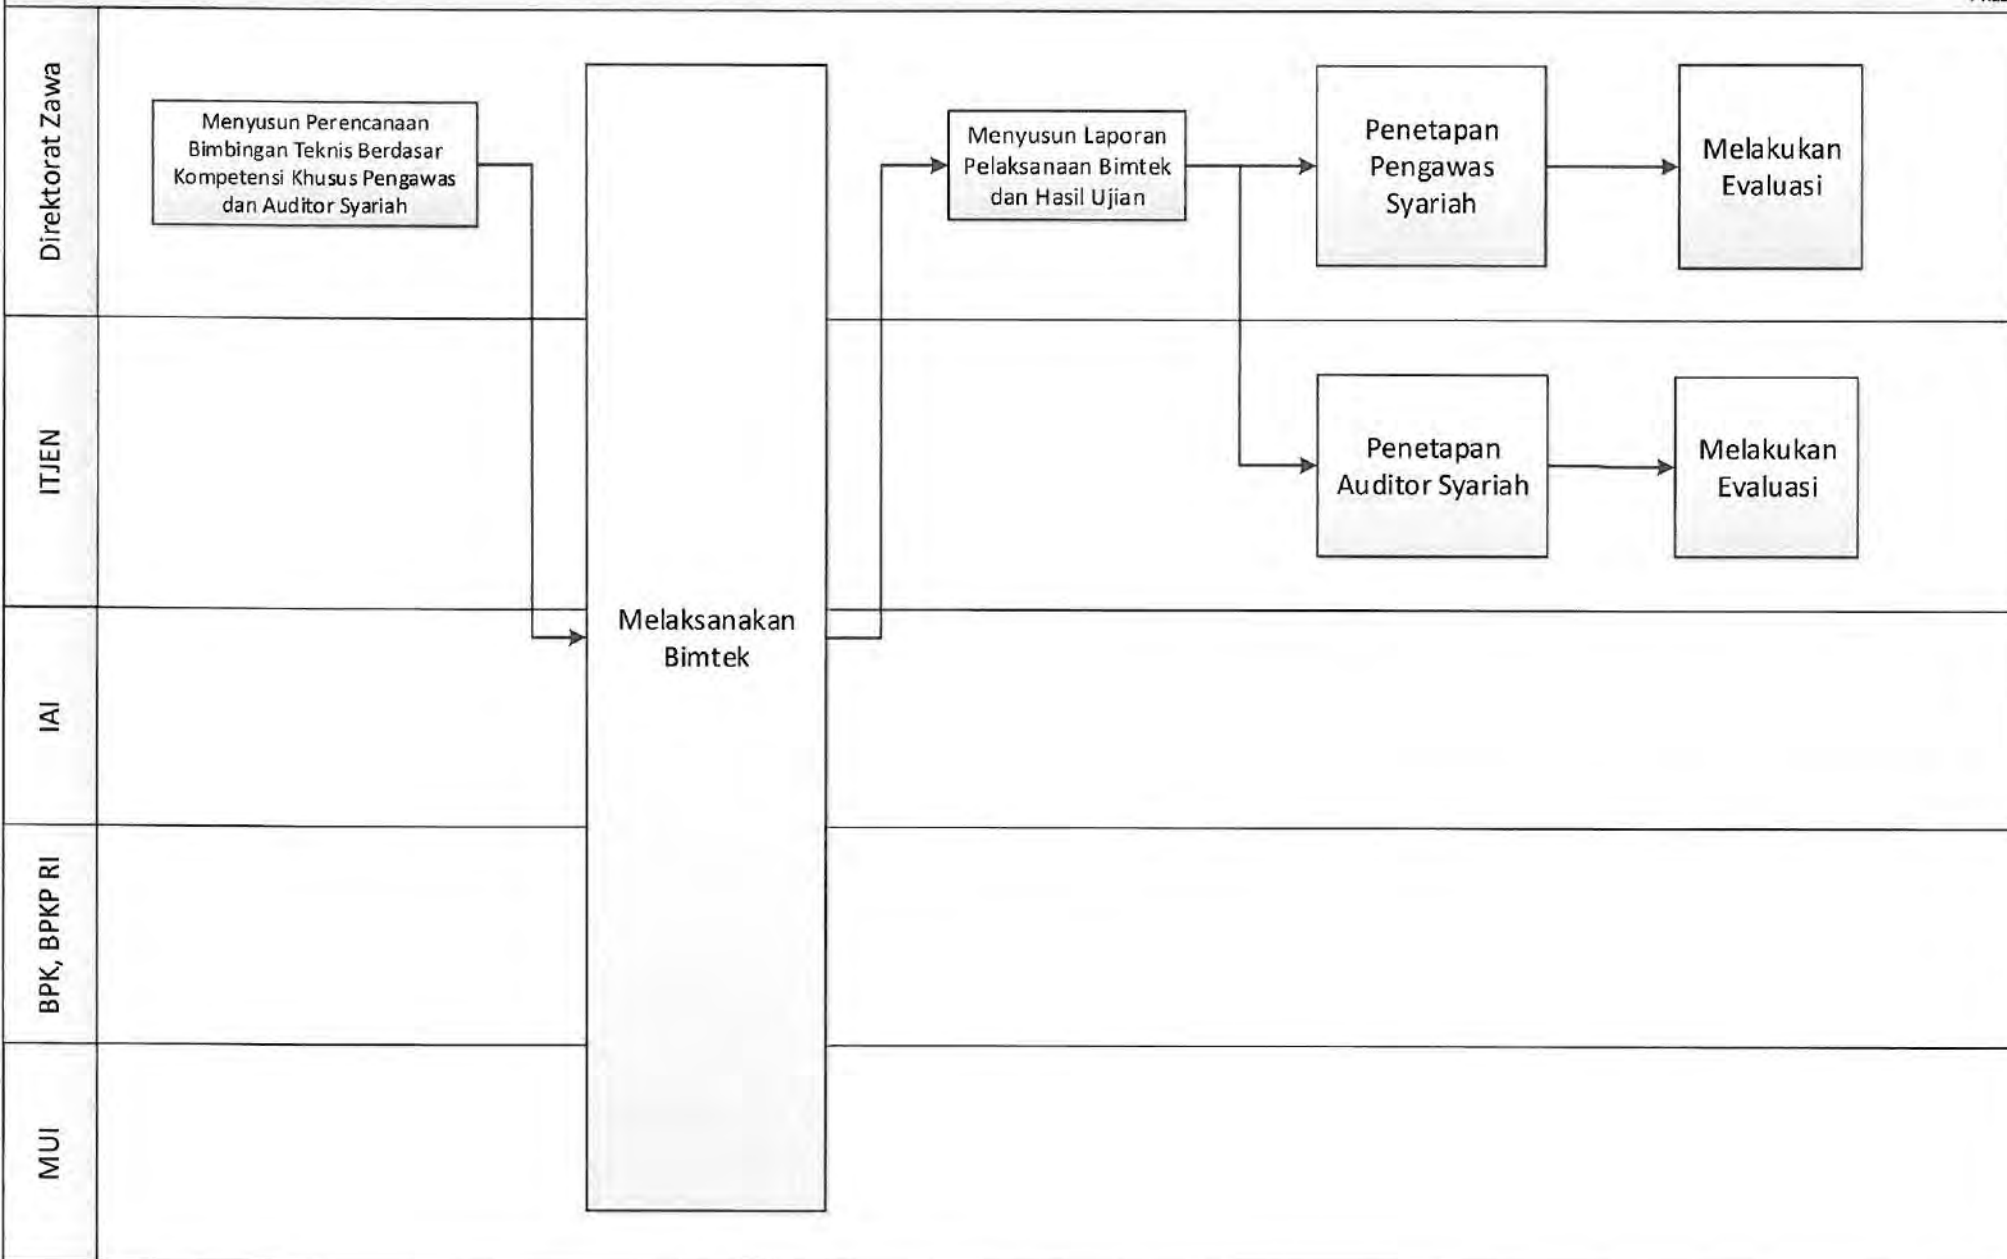 Direktorat Zawa
Menyusun Perencanaan
Bimbingan Teknis Berdasar
Kompetensi Khusus Pengawas
dan Auditor Syariah
Menyusun Laporan
Pelaksanaan Bimtek
dan Hasil Ujian
Penetapan
Pengawas
Syariah
Melakukan
Evaluasi
ITJEN
Penetapan
Auditor Syariah
Melakukan
Evaluasi
Melaksanakan
Bimtek
IAI
BPK, BPKP RI
MUI